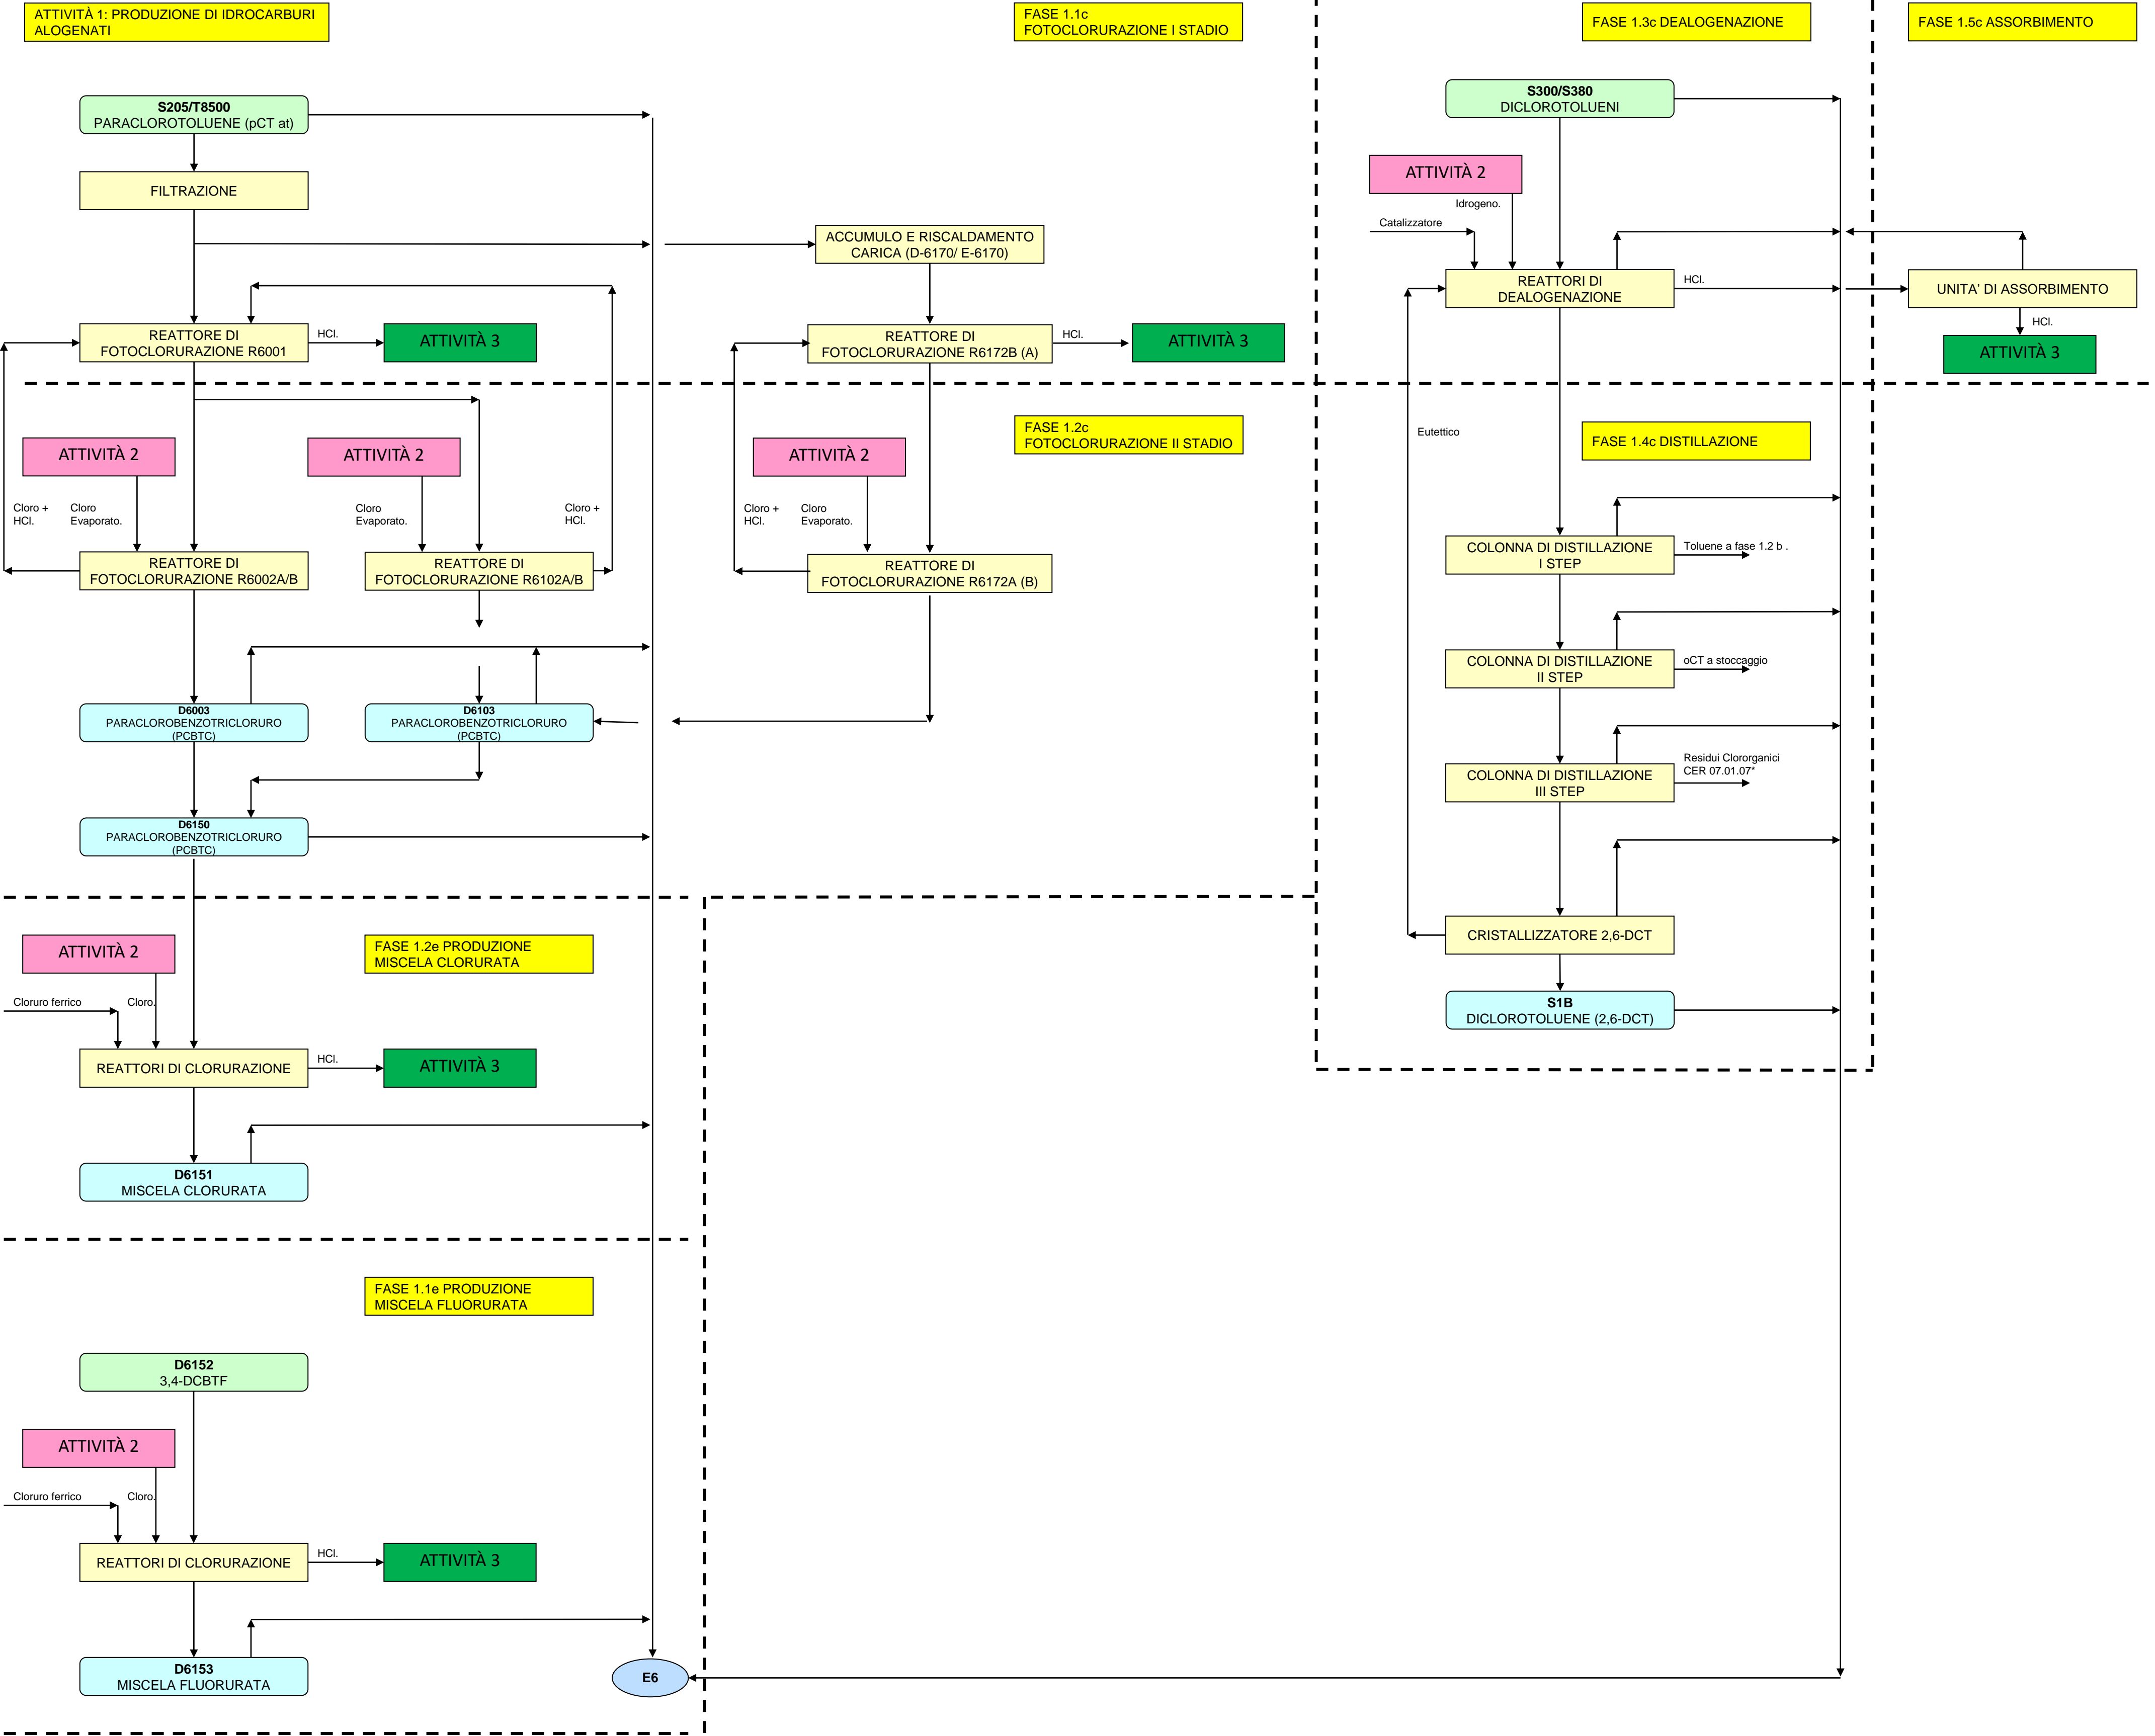 ATTIVITÀ 1: PRODUZIONE DI IDROCARBURI
ALOGENATI
FASE 1.1c
FOTOCLORURAZIONE I STADIO
FASE 1.3c DEALOGENAZIONE
FASE 1.5c ASSORBIMENTO
S205/T8500
PARACLOROTOLUENE (pCT at)
S300/S380
DICLOROTOLUENI
FILTRAZIONE
ATTIVITÀ 2
Idrogeno.
Catalizzatore
ACCUMULO E RISCALDAMENTO
CARICA (D-6170/ E-6170)
REATTORI DI
DEALOGENAZIONE
HCl.
UNITA' DI ASSORBIMENTO
HCl.
ATTIVITÀ 3
REATTORE DI
FOTOCLORURAZIONE R6001
HCl.
ATTIVITÀ 3
REATTORE DI
FOTOCLORURAZIONE R6172B (A)
HCl.
ATTIVITÀ 3
FASE 1.2c
FOTOCLORURAZIONE II STADIO
Eutettico
FASE 1.4c DISTILLAZIONE
ATTIVITÀ 2
ATTIVITÀ 2
ATTIVITÀ 2
Cloro +
HCl.
Cloro
Evaporato.
Cloro
Evaporato.
Cloro +
HCl.
Cloro +
HCl.
Cloro
Evaporato.
REATTORE DI
FOTOCLORURAZIONE R6002A/B
REATTORE DI
FOTOCLORURAZIONE R6102A/B
REATTORE DI
FOTOCLORURAZIONE R6172A (B)
COLONNA DI DISTILLAZIONE
I STEP
Toluene a fase 1.2 b .
COLONNA DI DISTILLAZIONE
II STEP
oCT a stoccaggio
D6003
PARACLOROBENZOTRICLORURO
(PCBTC)
D6103
PARACLOROBENZOTRICLORURO
(PCBTC)
COLONNA DI DISTILLAZIONE
III STEP
Residui Clororganici
CER 07.01.07*
D6150
PARACLOROBENZOTRICLORURO
(PCBTC)
CRISTALLIZZATORE 2,6-DCT
S1B
DICLOROTOLUENE (2,6-DCT)
ATTIVITÀ 2
FASE 1.2e PRODUZIONE
MISCELA CLORURATA
Cloruro ferrico
Cloro.
REATTORI DI CLORURAZIONE
HCl.
ATTIVITÀ 3
D6151
MISCELA CLORURATA
FASE 1.1e PRODUZIONE
MISCELA FLUORURATA
D6152
3,4-DCBTF
ATTIVITÀ 2
Cloruro ferrico
Cloro.
REATTORI DI CLORURAZIONE
HCl.
ATTIVITÀ 3
D6153
MISCELA FLUORURATA
E6